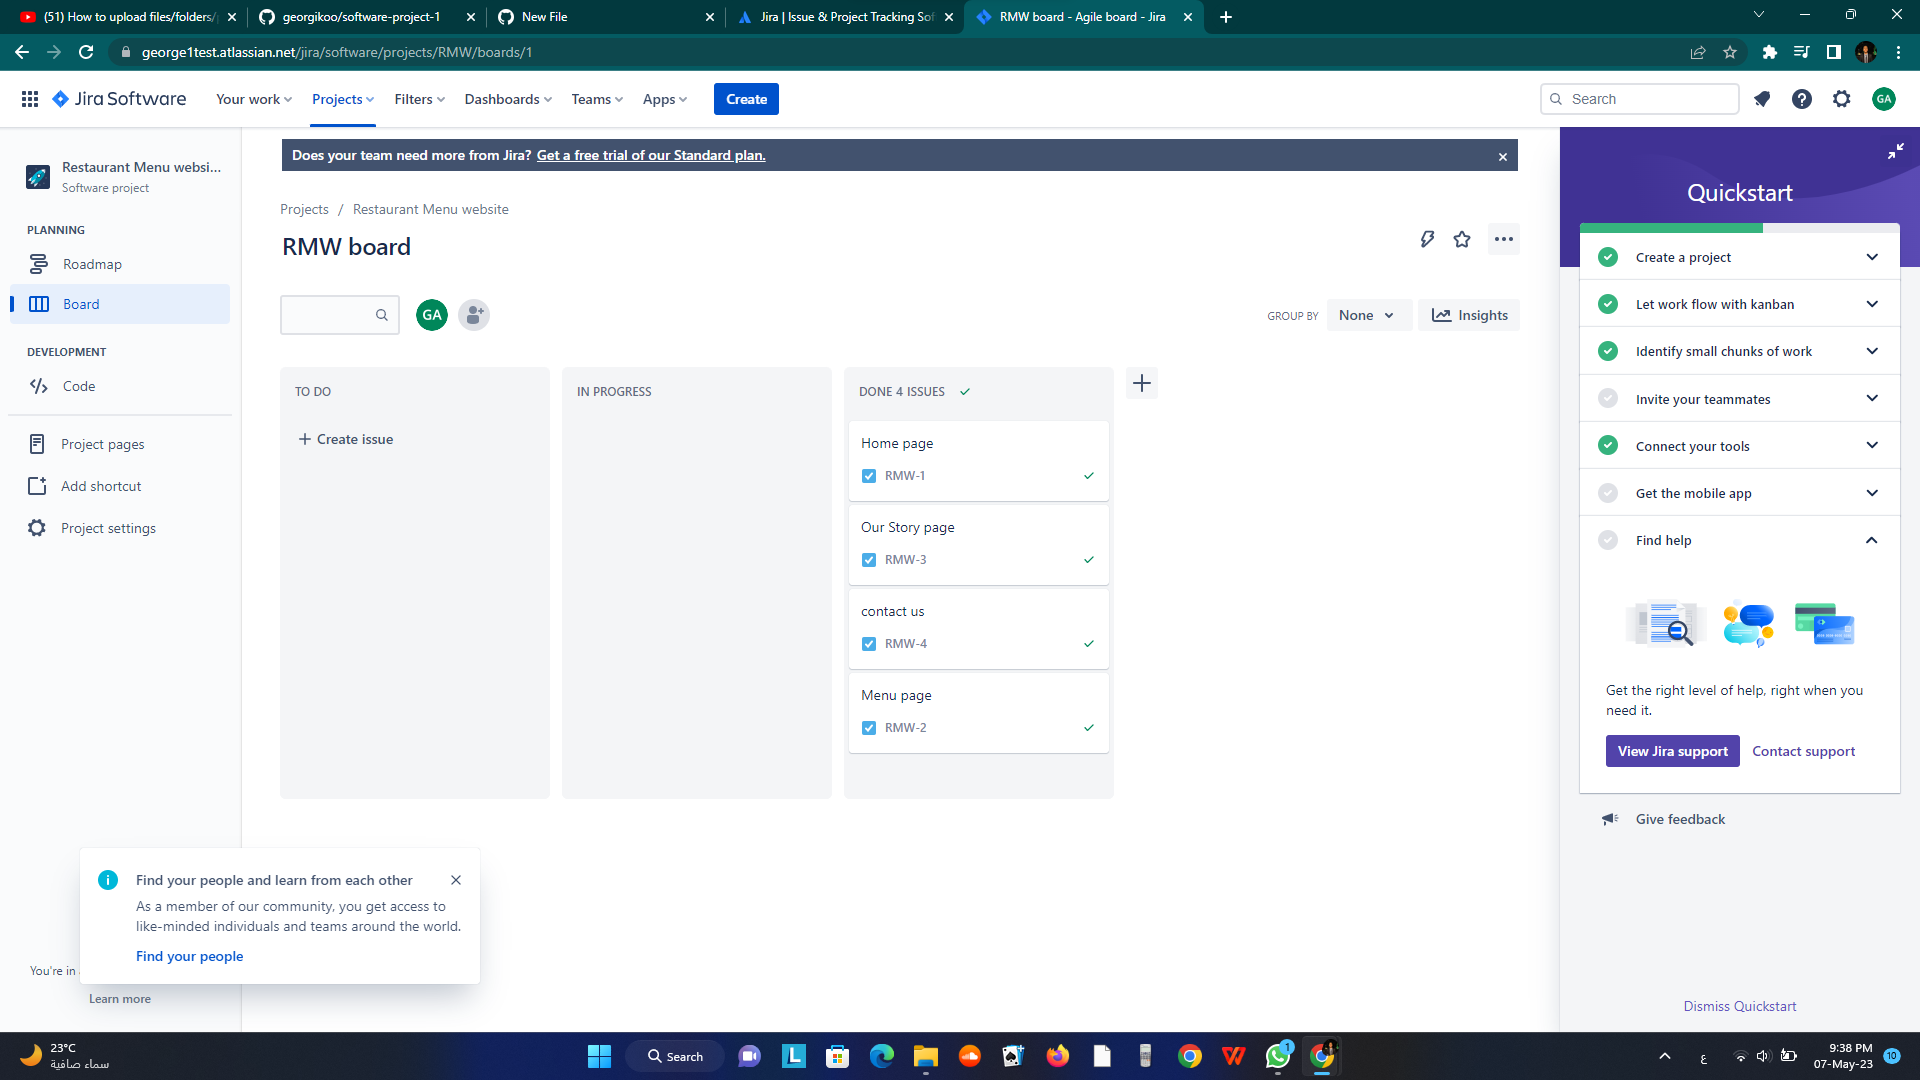 (51) How to upload files/folders/
georgikoo/software-project-1
New File
Jira | Issue & Project Tracking Sof
RMW board - Agile board - Jira
george1test.atlassian.net/jira/software/projects/RMW/boards/1
Jira Software
Your work
Projects
Filters
Dashboards
Teams
Apps
Create
Search
GA
Restaurant Menu websi...
Software project
PLANNING
Roadmap
Board
DEVELOPMENT
Code
Project pages
Add shortcut
Project settings
Does your team need more from Jira? Get a free trial of our Standard plan.
Projects / Restaurant Menu website
RMW board
GA
GROUP BY
None
Insights
TO DO
Create issue
IN PROGRESS
DONE 4 ISSUES
Home page
RMW-1
Our Story page
RMW-3
contact us
RMW-4
Menu page
RMW-2
Quickstart
Create a project
Let work flow with kanban
Identify small chunks of work
Invite your teammates
Connect your tools
Get the mobile app
Find help
Get the right level of help, right when you
need it.
View Jira support
Contact support
Give feedback
Dismiss Quickstart
Find your people and learn from each other
As a member of our community, you get access to
like-minded individuals and teams around the world.
Find your people
You're in
Learn more
23°C
سماء صافية
Search
L
1
ع
9:38 PM
07-May-23
10